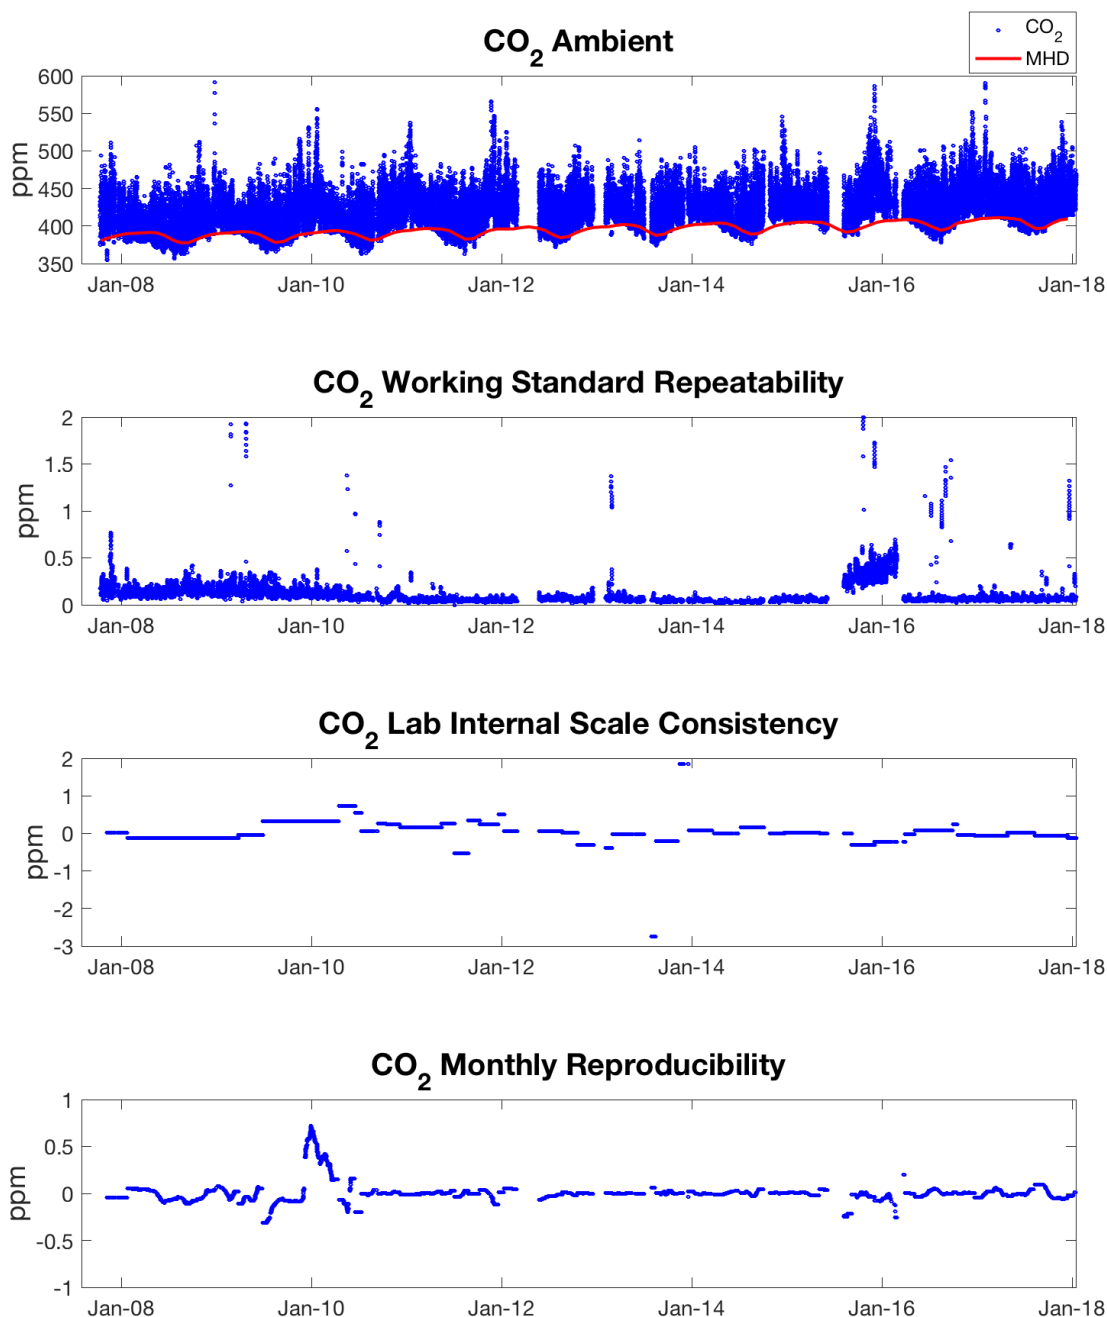 CO2 Ambient
CO2
MHD
600
550
500
450
400
350
ppm
Jan-08 Jan-10 Jan-12 Jan-14 Jan-16 Jan-18
CO2 Working Standard Repeatability
2
1.5
1
0.5
0
ppm
Jan-08 Jan-10 Jan-12 Jan-14 Jan-16 Jan-18
CO2 Lab Internal Scale Consistency
2
1
0
-1
-2
-3
ppm
Jan-08 Jan-10 Jan-12 Jan-14 Jan-16 Jan-18
CO2 Monthly Reproducibility
1
0.5
0
-0.5
-1
ppm
Jan-08 Jan-10 Jan-12 Jan-14 Jan-16 Jan-18